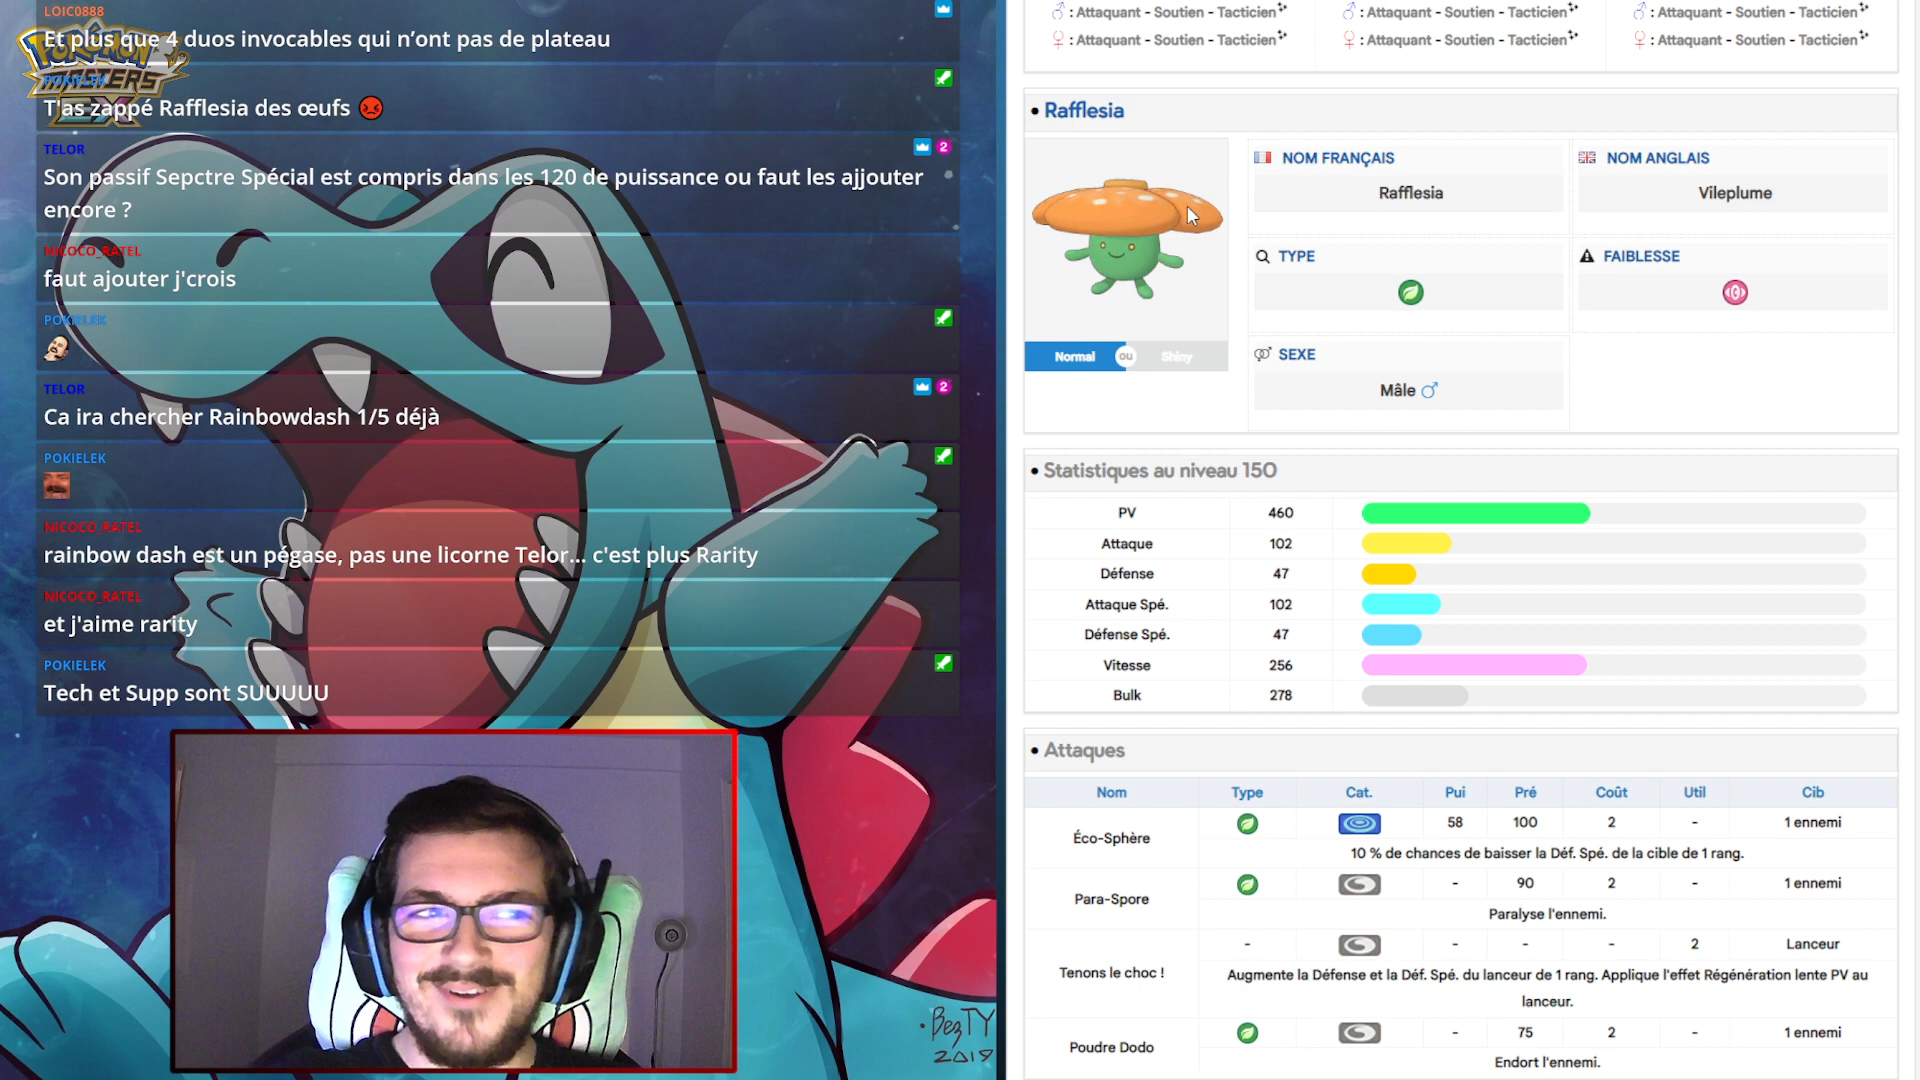 LOIC0888
Et plus que 4 duos invocables qui n’ont pas de plateau
POKÉMON
MASTERS
EX
POKIELEK
T'as zappé Rafflesia des œufs
TELOR
2
Son passif Sepctre Spécial est compris dans les 120 de puissance ou faut les ajjouter
encore ?
NICOCO_RATEL
faut ajouter j'crois
POKIELEK
TELOR
2
Ca ira chercher Rainbowdash 1/5 déjà
POKIELEK
NICOCO_RATEL
rainbow dash est un pégase, pas une licorne Telor... c'est plus Rarity
NICOCO_RATEL
et j'aime rarity
POKIELEK
Tech et Supp sont SUUUUU
BezTY
2019
♂ : Attaquant - Soutien - Tacticien ♂ : Attaquant - Soutien - Tacticien ♂ : Attaquant - Soutien - Tacticien
♀ : Attaquant - Soutien - Tacticien ♀ : Attaquant - Soutien - Tacticien ♀ : Attaquant - Soutien - Tacticien
• Rafflesia
NOM FRANÇAIS NOM ANGLAIS
Rafflesia Vileplume
TYPE FAIBLESSE
SEXE
Normal ou Shiny
Mâle ♂
• Statistiques au niveau 150
PV 460
Attaque 102
Défense 47
Attaque Spé. 102
Défense Spé. 47
Vitesse 256
Bulk 278
• Attaques
Nom Type Cat. Pui Pré Coût Util Cib
Éco-Sphère 58 100 2 - 1 ennemi
10 % de chances de baisser la Déf. Spé. de la cible de 1 rang.
Para-Spore - 90 2 - 1 ennemi
Paralyse l'ennemi.
Tenons le choc ! - - - - 2 Lanceur
Augmente la Défense et la Déf. Spé. du lanceur de 1 rang. Applique l'effet Régénération lente PV au
lanceur.
Poudre Dodo - 75 2 - 1 ennemi
Endort l'ennemi.